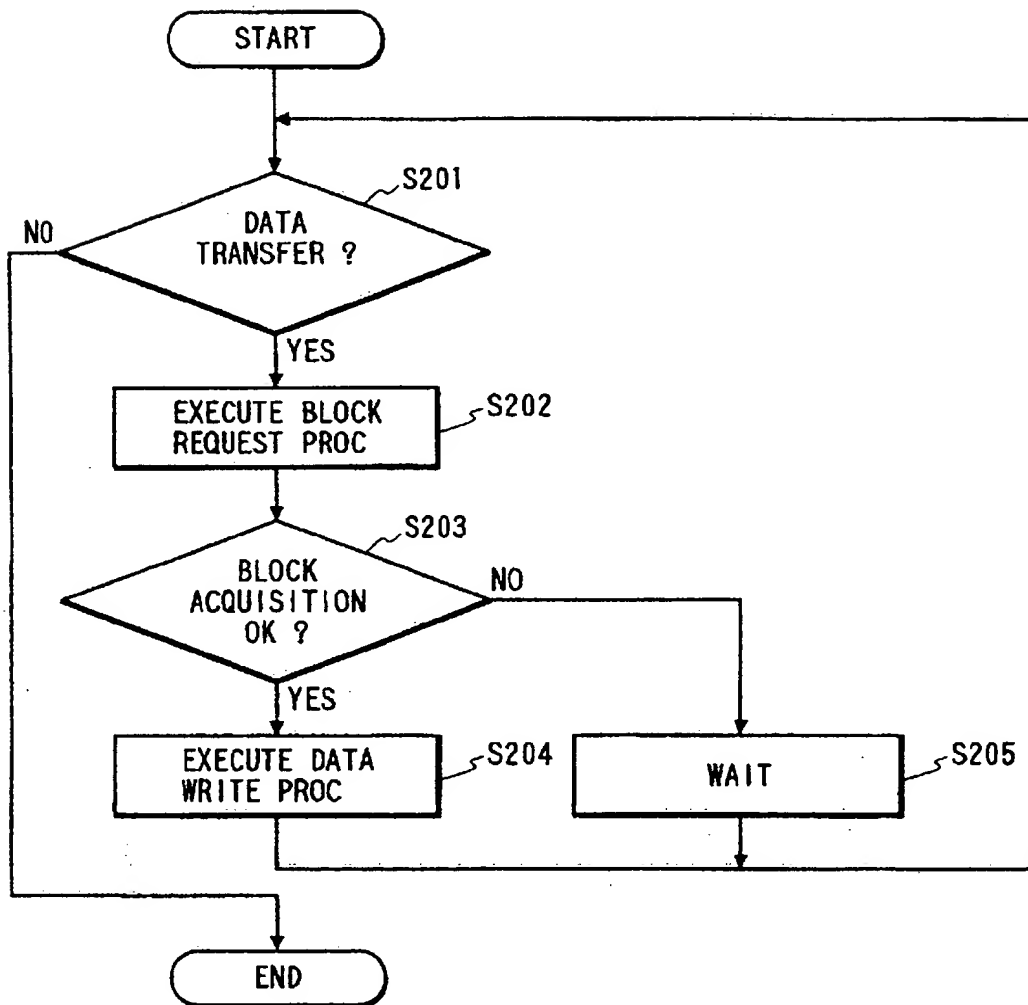 START
S201
DATA
TRANSFER ?
NO
YES
EXECUTE BLOCK
REQUEST PROC
S202
S203
BLOCK
ACQUISITION
OK ?
NO
YES
EXECUTE DATA
WRITE PROC
S204
WAIT
S205
END